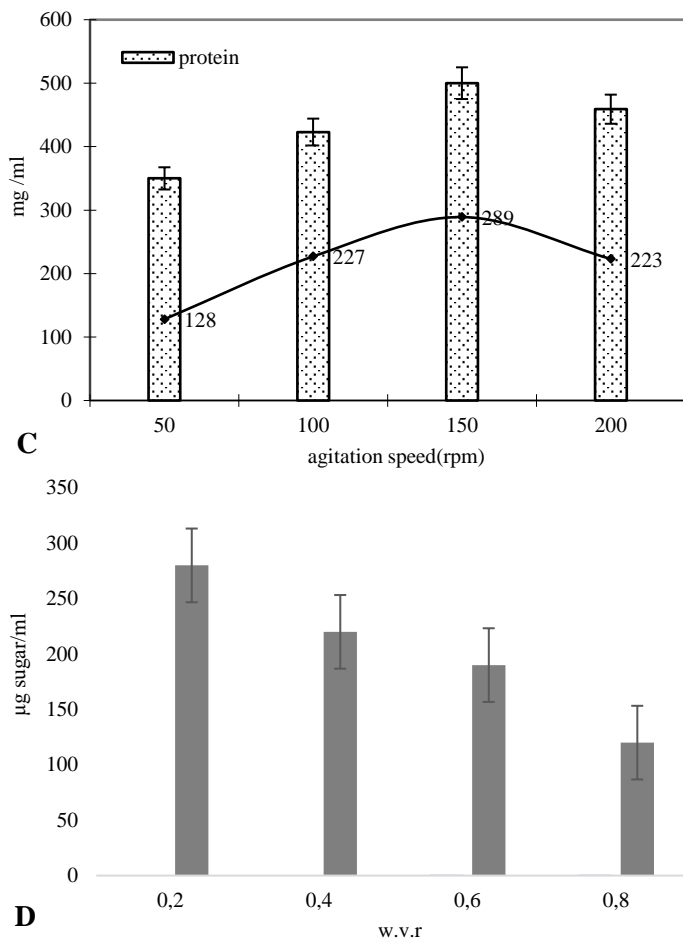 600
500
400
300
200
100
0
mg /ml
protein
128
227
289
223
50 100 150 200
agitation speed(rpm)
C
350
300
250
200
150
100
50
0
µg sugar/ml
0,2 0,4 0,6 0,8
w.v.r
D